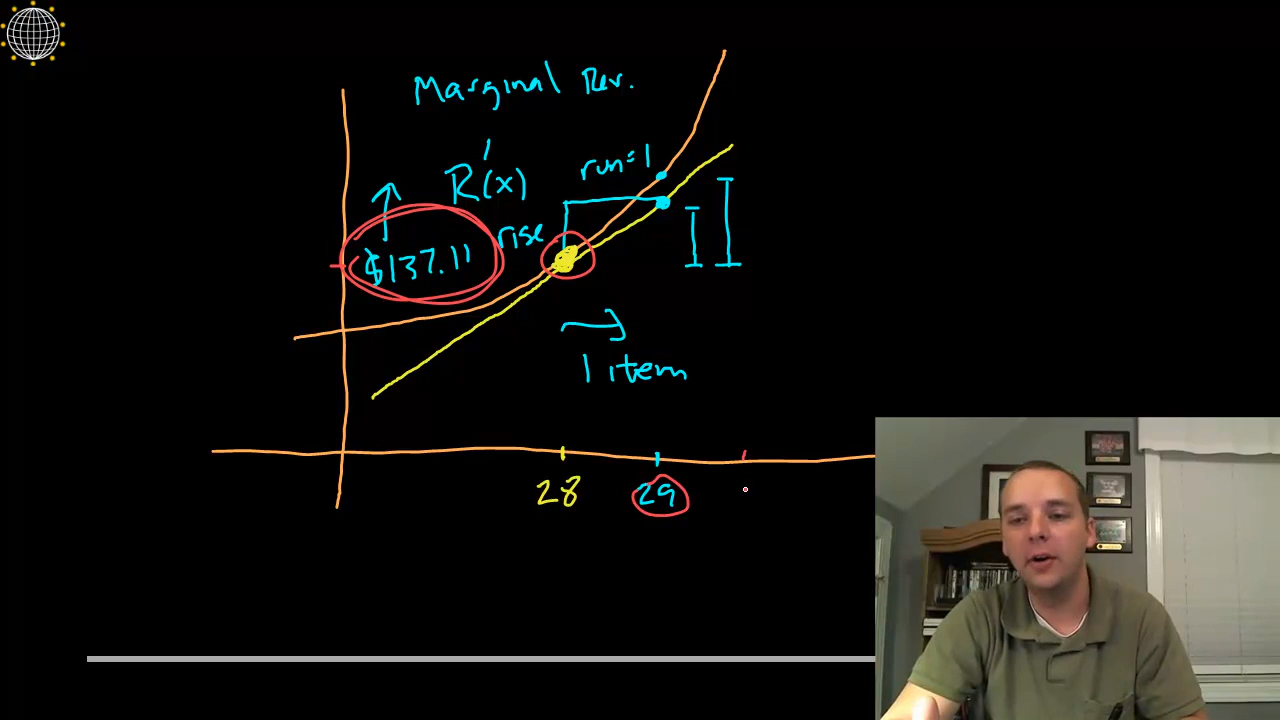 Marginal Rev.
R'(x)
run=1
rise
$137.11
1 item
28
29